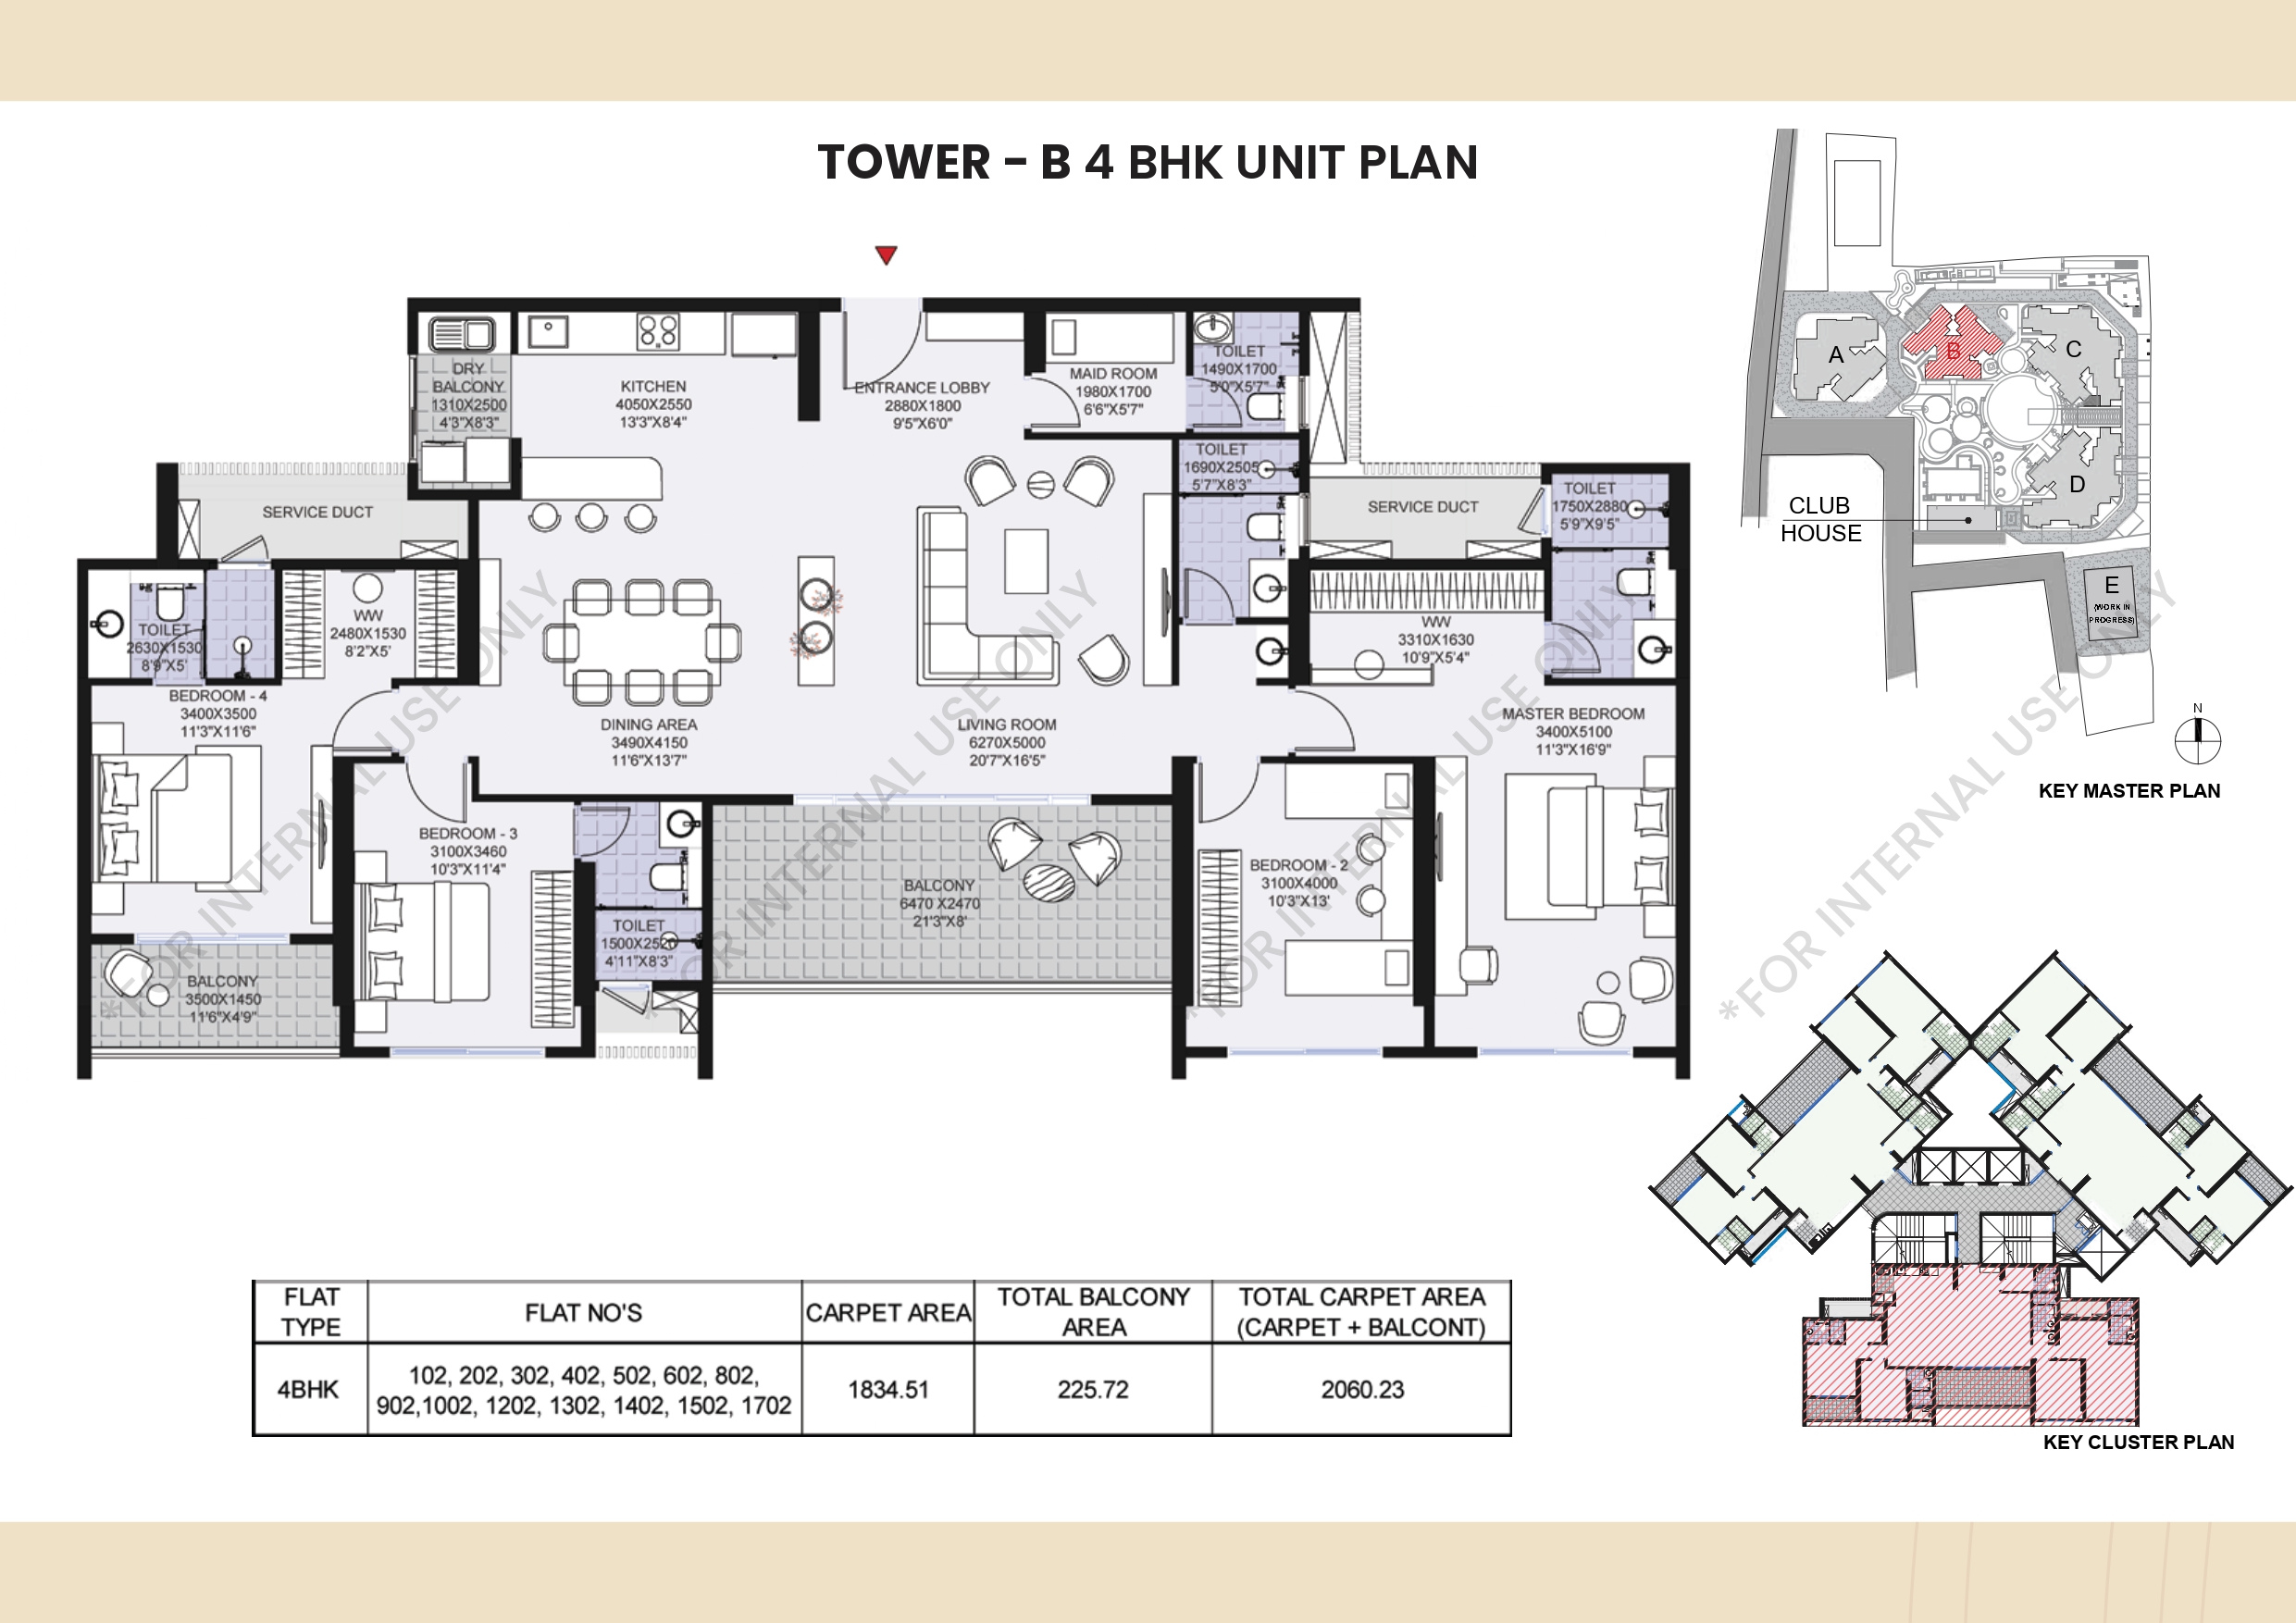 TOWER - B 4 BHK UNIT PLAN
DRY
BALCONY
1310X2500
4'3"X8'3"
KITCHEN
4050X2550
13'3"X8'4"
ENTRANCE LOBBY
2880X1800
9'5"X6'0"
MAID ROOM
1980X1700
6'6"X5'7"
TOILET
1490X1700
5'0"X5'7"
TOILET
1690X2505
5'7"X8'3"
SERVICE DUCT
SERVICE DUCT
TOILET
1750X2880
5'9"X9'5"
TOILET
2630X1530
8'9"X5'
WW
2480X1530
8'2"X5'
WW
3310X1630
10'9"X5'4"
BEDROOM - 4
3400X3500
11'3"X11'6"
DINING AREA
3490X4150
11'6"X13'7"
LIVING ROOM
6270X5000
20'7"X16'5"
MASTER BEDROOM
3400X5100
11'3"X16'9"
BEDROOM - 3
3100X3460
10'3"X11'4"
TOILET
1500X2520
4'11"X8'3"
BALCONY
6470 X2470
21'3"X8'
BEDROOM - 2
3100X4000
10'3"X13'
BALCONY
3500X1450
11'6"X4'9"
*FOR INTERNAL USE ONLY
*FOR INTERNAL USE ONLY
*FOR INTERNAL USE ONLY
*FOR INTERNAL USE ONLY
A
B
C
D
CLUB
HOUSE
E
(WORK IN
PROGRESS)
N
KEY MASTER PLAN
KEY CLUSTER PLAN
FLAT TYPE FLAT NO'S CARPET AREA TOTAL BALCONY AREA TOTAL CARPET AREA (CARPET + BALCONT)
4BHK 102, 202, 302, 402, 502, 602, 802, 902,1002, 1202, 1302, 1402, 1502, 1702 1834.51 225.72 2060.23